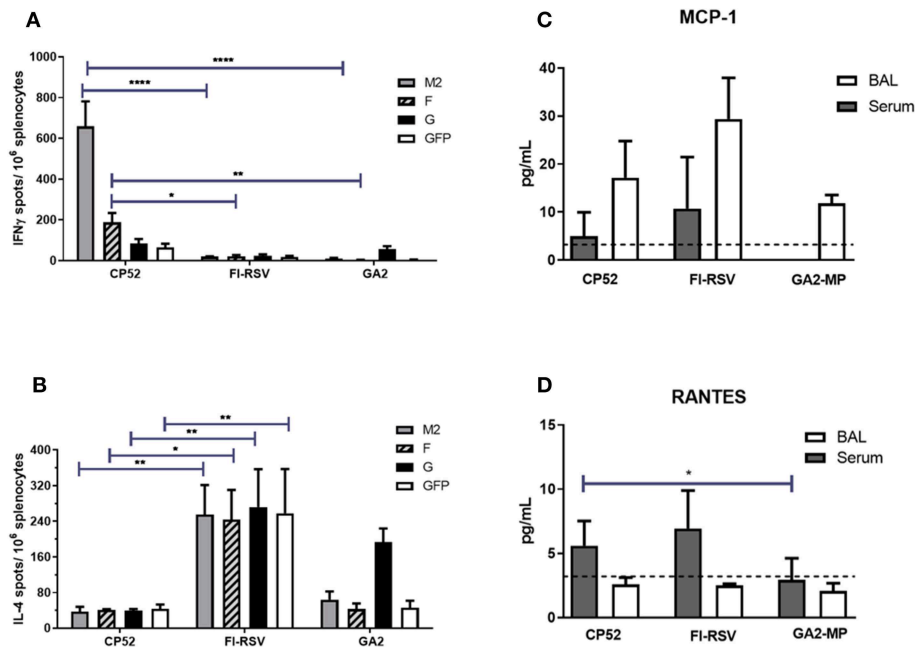 A
IFNγ spots/ 10⁶ splenocytes
1000
800
600
400
200
0
****
****
**
*
M2
F
G
GFP
CP52
FI-RSV
GA2
C
MCP-1
pg/mL
40
30
20
10
0
BAL
Serum
CP52
FI-RSV
GA2-MP
B
IL-4 spots/ 10⁶ splenocytes
400
320
240
160
80
0
**
**
*
**
M2
F
G
GFP
CP52
FI-RSV
GA2
D
RANTES
pg/mL
15
10
5
0
*
BAL
Serum
CP52
FI-RSV
GA2-MP